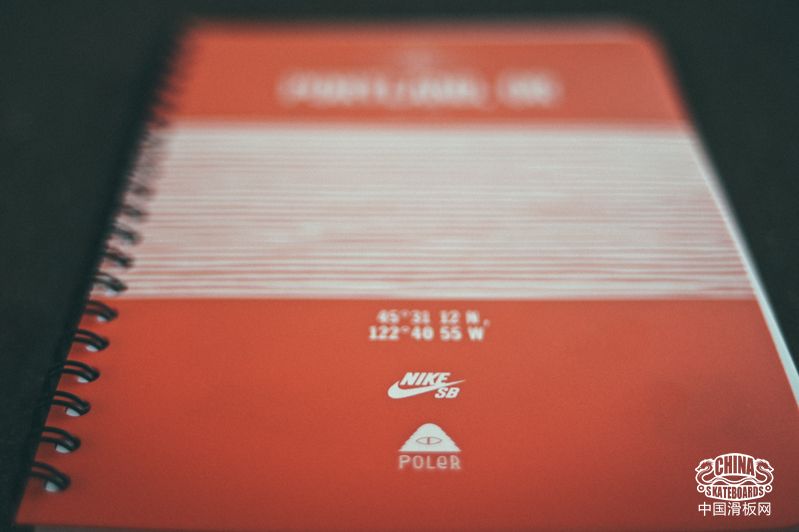 45°31 12 N,
122°40 55 W
NIKE
SB
POLER
CHINA
SKATEBOARDS
中国滑板网